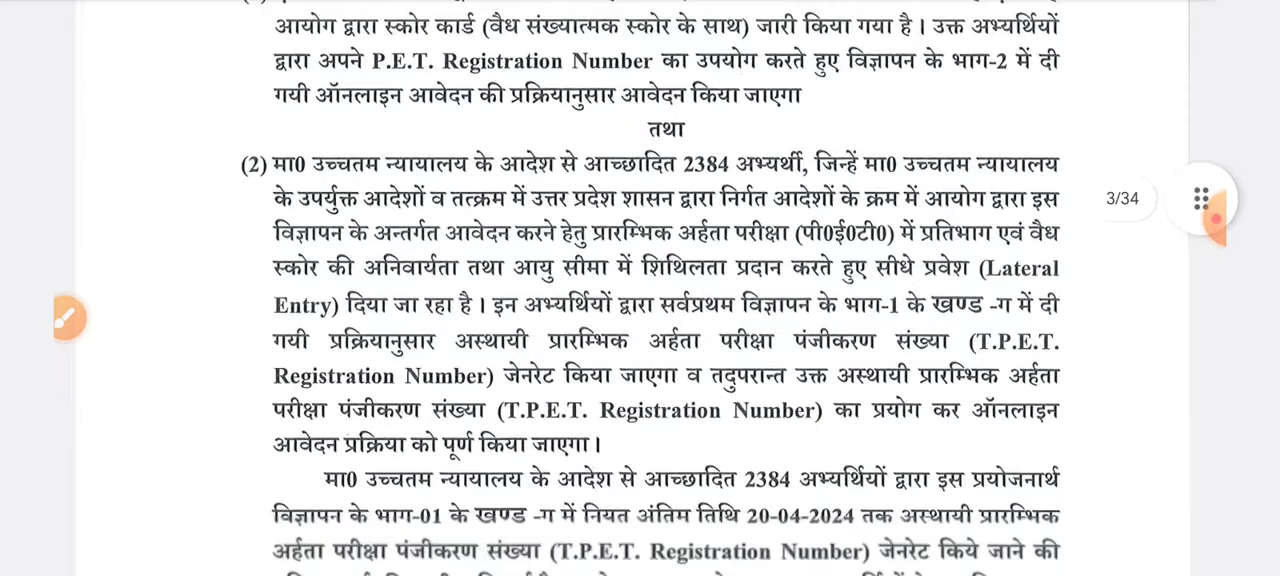 आयोग द्वारा स्कोर कार्ड (वैध संख्यात्मक स्कोर के साथ) जारी किया गया है। उक्त अभ्यर्थियों
द्वारा अपने P.E.T. Registration Number का उपयोग करते हुए विज्ञापन के भाग-2 में दी
गयी ऑनलाइन आवेदन की प्रक्रियानुसार आवेदन किया जाएगा
तथा
(2) मा0 उच्चतम न्यायालय के आदेश से आच्छादित 2384 अभ्यर्थी, जिन्हें मा0 उच्चतम न्यायालय
के उपर्युक्त आदेशों व तत्क्रम में उत्तर प्रदेश शासन द्वारा निर्गत आदेशों के क्रम में आयोग द्वारा इस
3/34
विज्ञापन के अन्तर्गत आवेदन करने हेतु प्रारम्भिक अर्हता परीक्षा (पी0ई0टी0) में प्रतिभाग एवं वैध
स्कोर की अनिवार्यता तथा आयु सीमा में शिथिलता प्रदान करते हुए सीधे प्रवेश (Lateral
Entry) दिया जा रहा है। इन अभ्यर्थियों द्वारा सर्वप्रथम विज्ञापन के भाग-1 के खण्ड -ग में दी
गयी प्रक्रियानुसार अस्थायी प्रारम्भिक अर्हता परीक्षा पंजीकरण संख्या (T.P.E.T.
Registration Number) जेनरेट किया जाएगा व तदुपरान्त उक्त अस्थायी प्रारम्भिक अर्हता
परीक्षा पंजीकरण संख्या (T.P.E.T. Registration Number) का प्रयोग कर ऑनलाइन
आवेदन प्रक्रिया को पूर्ण किया जाएगा।
मा0 उच्चतम न्यायालय के आदेश से आच्छादित 2384 अभ्यर्थियों द्वारा इस प्रयोजनार्थ
विज्ञापन के भाग-01 के खण्ड -ग में नियत अंतिम तिथि 20-04-2024 तक अस्थायी प्रारम्भिक
अर्हता परीक्षा पंजीकरण संख्या (T.P.E.T. Registration Number) जेनरेट किये जाने की